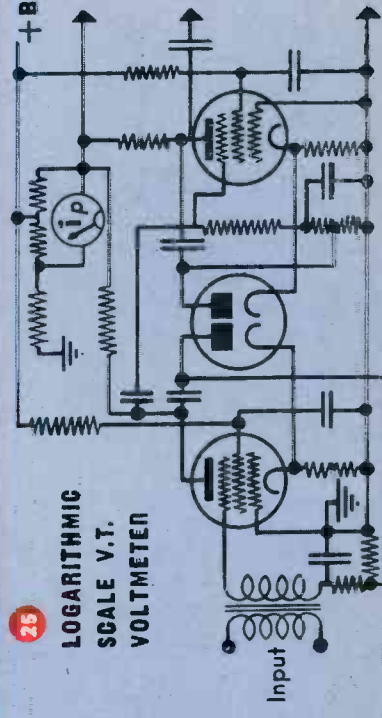 25
LOGARITHMIC
SCALE V.T.
VOLTMETER
+B
ip
Input